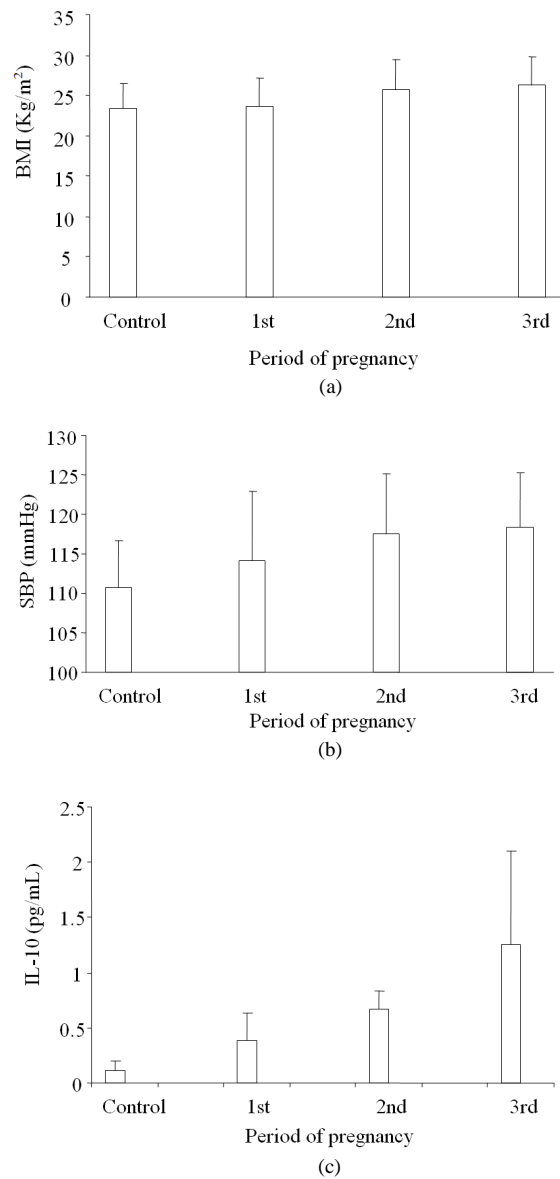 35
30
25
20
15
10
5
0
BMI (Kg/m²)
Control 1st 2nd 3rd
Period of pregnancy
(a)
130
125
120
115
110
105
100
SBP (mmHg)
Control 1st 2nd 3rd
Period of pregnancy
(b)
2.5
2
1.5
1
0.5
0
IL-10 (pg/mL)
Control 1st 2nd 3rd
Period of pregnancy
(c)